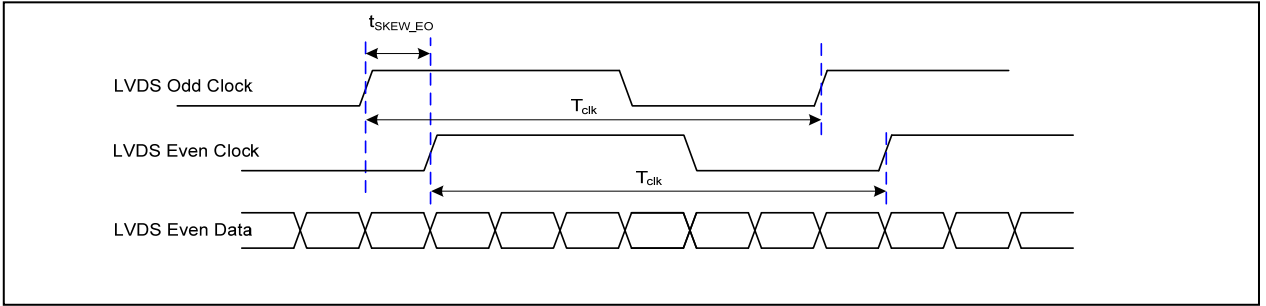 tSKEW_EO
LVDS Odd Clock
Tclk
LVDS Even Clock
Tclk
LVDS Even Data